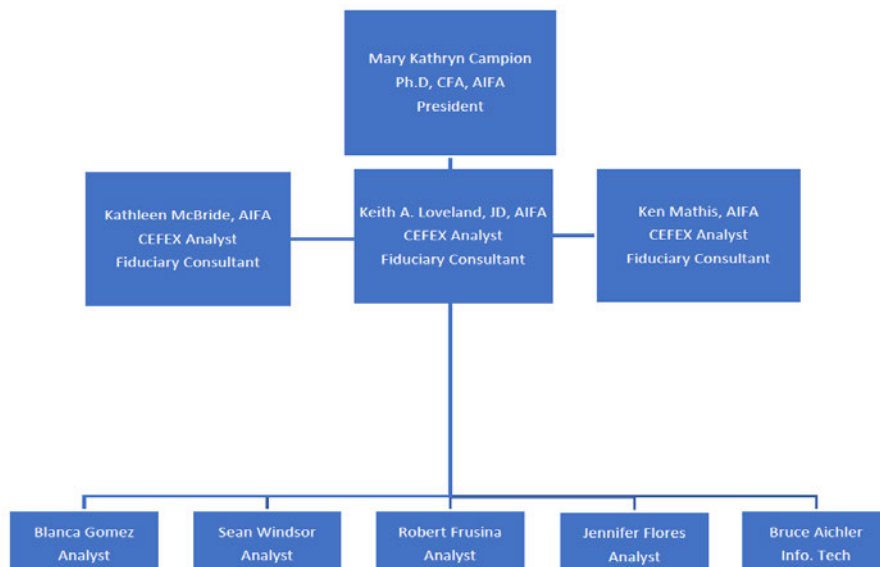 Mary Kathryn Campion
Ph.D, CFA, AIFA
President
Kathleen McBride, AIFA
CEFEX Analyst
Fiduciary Consultant
Keith A. Loveland, JD, AIFA
CEFEX Analyst
Fiduciary Consultant
Ken Mathis, AIFA
CEFEX Analyst
Fiduciary Consultant
Blanca Gomez
Analyst
Sean Windsor
Analyst
Robert Frusina
Analyst
Jennifer Flores
Analyst
Bruce Aichler
Info. Tech